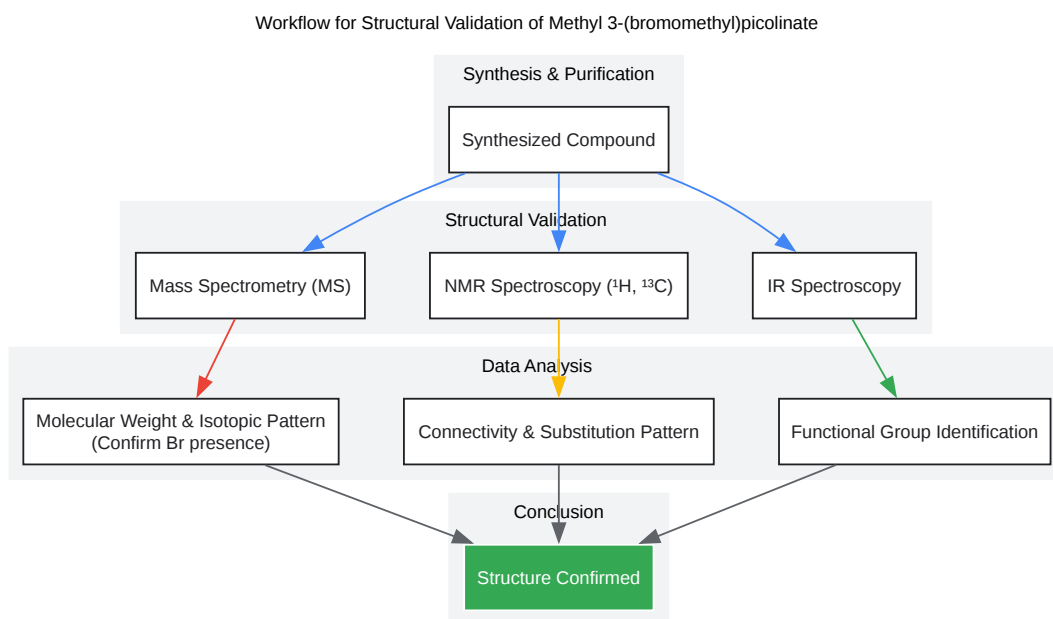 Workflow for Structural Validation of Methyl 3-(bromomethyl)picolinate
Synthesis & Purification
Synthesized Compound
Structural Validation
Mass Spectrometry (MS)
NMR Spectroscopy (¹H, ¹³C)
IR Spectroscopy
Data Analysis
Molecular Weight & Isotopic Pattern
(Confirm Br presence)
Connectivity & Substitution Pattern
Functional Group Identification
Conclusion
Structure Confirmed